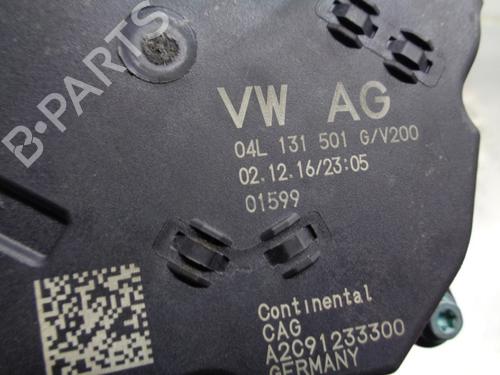 B-PARTS
VW AG
04L 131 501 G/V200
02.12.16/23:05
01599
Continental
CAG
A2C91233300
GERMANY